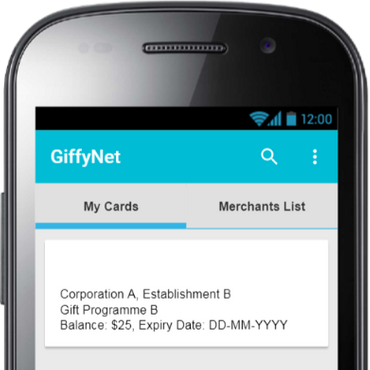 12:00
GiffyNet
My Cards
Merchants List
Corporation A, Establishment B
Gift Programme B
Balance: $25, Expiry Date: DD-MM-YYYY